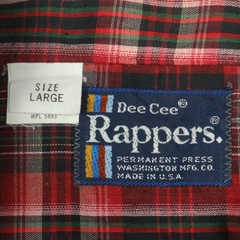 SIZE
LARGE
Dee Cee®
Rappers.®
PERMANENT PRESS
WASHINGTON MFG. CO.
MADE IN U.S.A.